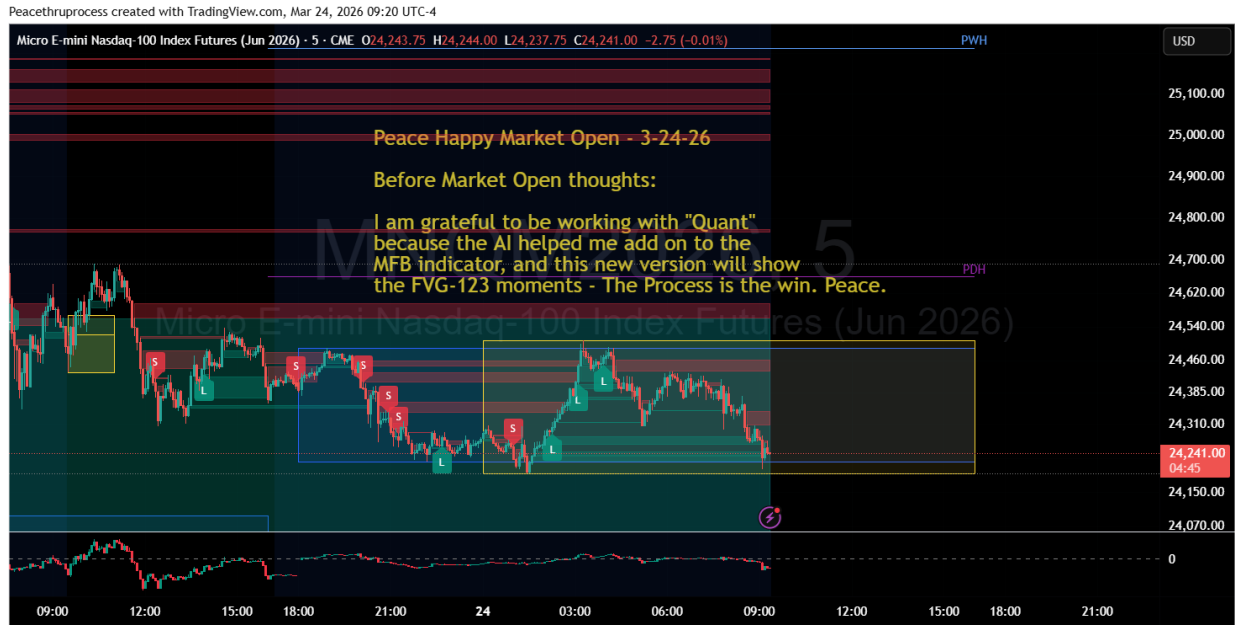 Peacethruprocess created with TradingView.com, Mar 24, 2026 09:20 UTC-4
Micro E-mini Nasdaq-100 Index Futures (Jun 2026) · 5 · CME O24,243.75 H24,244.00 L24,237.75 C24,241.00 −2.75 (−0.01%)
PWH
USD
25,100.00
Peace Happy Market Open - 3-24-26
25,000.00
Before Market Open thoughts:
24,900.00
I am grateful to be working with "Quant"
because the AI helped me add on to the
MFB indicator, and this new version will show
the FVG-123 moments - The Process is the win. Peace.
24,800.00
24,700.00
PDH
24,620.00
Micro E-mini Nasdaq-100 Index Futures (Jun 2026)
24,540.00
S
S
S
24,460.00
L
L
S
L
24,385.00
S
S
24,310.00
L
L
24,241.00
04:45
24,150.00
24,070.00
0
09:00 12:00 15:00 18:00 21:00 24 03:00 06:00 09:00 12:00 15:00 18:00 21:00